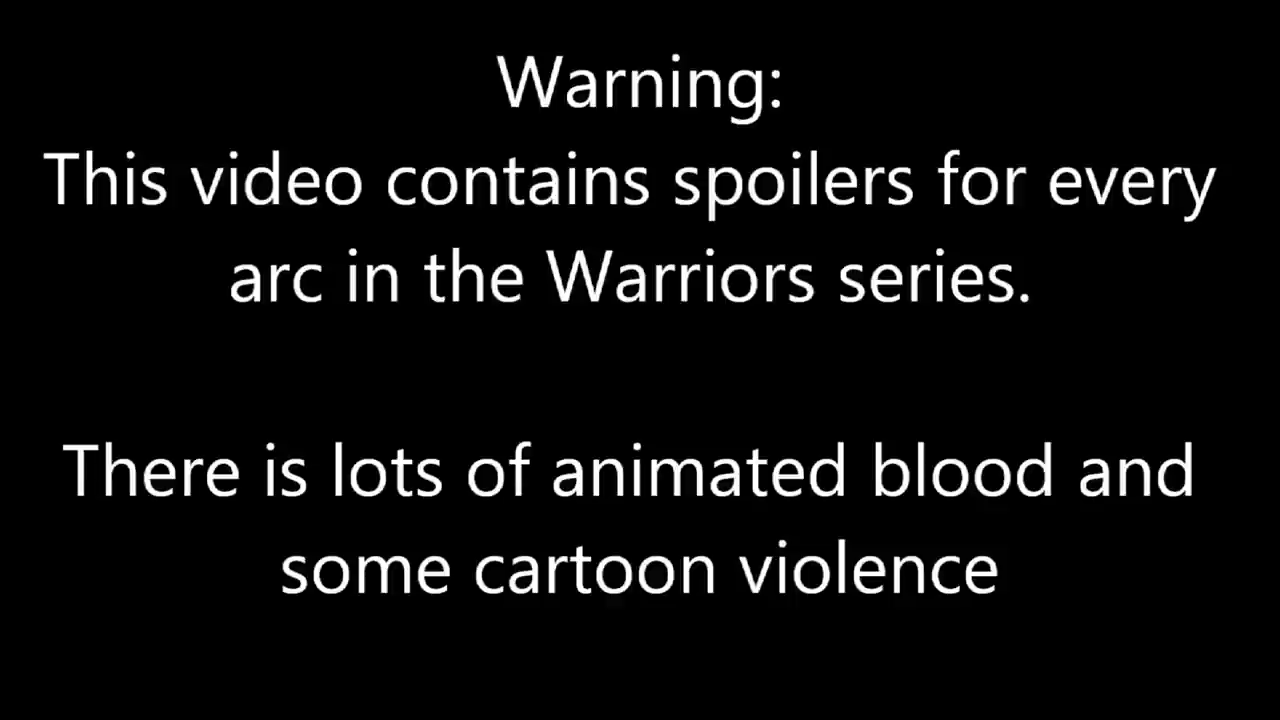 Warning:
This video contains spoilers for every
arc in the Warriors series.
There is lots of animated blood and
some cartoon violence